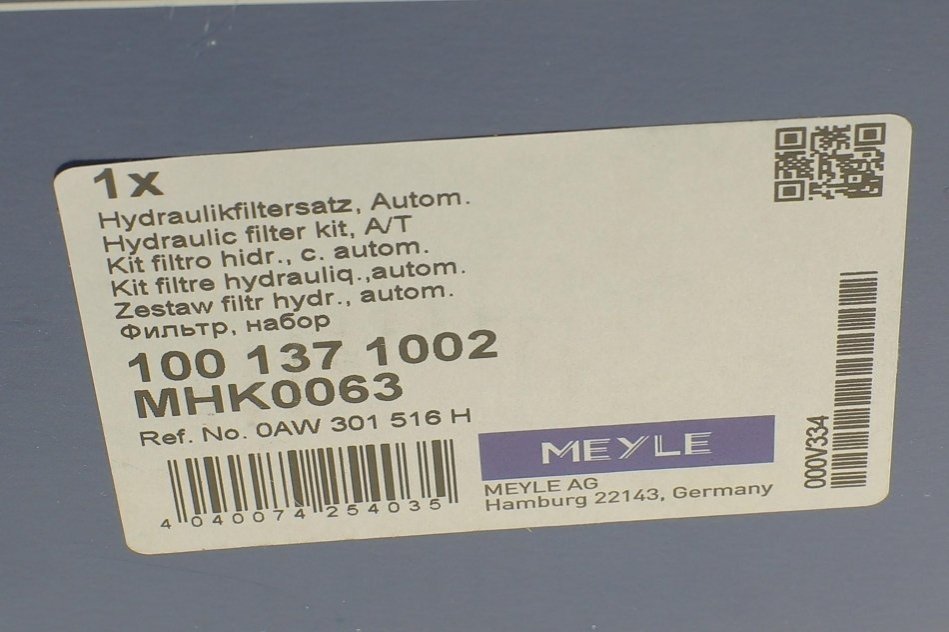 1x
Hydraulikfiltersatz, Autom.
Hydraulic filter kit, A/T
Kit filtro hidr., c. autom.
Kit filtre hydrauliq.,autom.
Zestaw filtr hydr., autom.
Фильтр, набор
100 137 1002
MHK0063
Ref. No. 0AW 301 516 H
4 040074 254035
MEYLE
MEYLE AG
Hamburg 22143, Germany
000V334